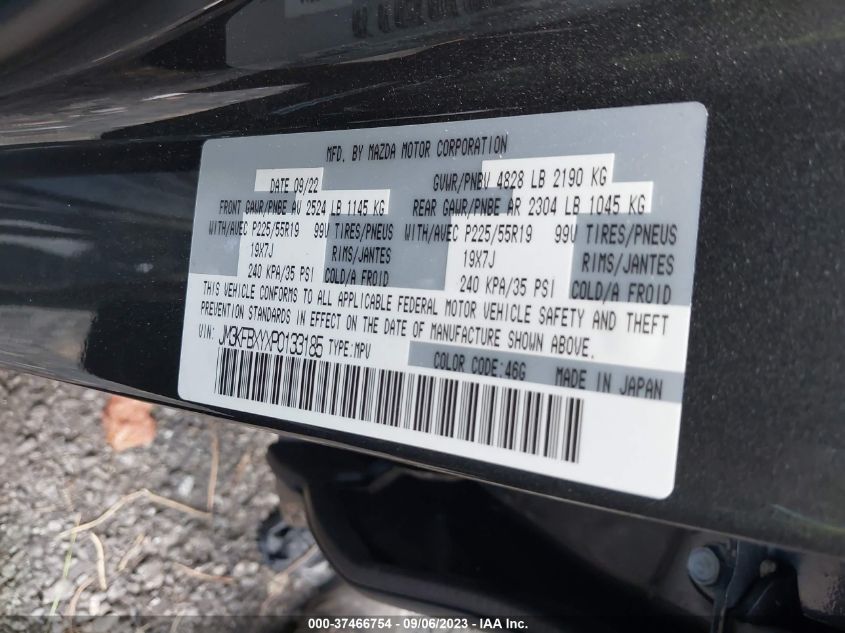 MFD. BY MAZDA MOTOR CORPORATION
DATE 09/22 GVWR/PNBV 4828 LB 2190 KG
FRONT GAWR/PNBE AV 2524 LB 1145 KG REAR GAWR/PNBE AR 2304 LB 1045 KG
WITH/AVEC P225/55R19 99V TIRES/PNEUS WITH/AVEC P225/55R19 99V TIRES/PNEUS
19X7J RIMS/JANTES 19X7J RIMS/JANTES
240 KPA/35 PSI COLD/A FROID 240 KPA/35 PSI COLD/A FROID
THIS VEHICLE CONFORMS TO ALL APPLICABLE FEDERAL MOTOR VEHICLE SAFETY AND THEFT
PREVENTION STANDARDS IN EFFECT ON THE DATE OF MANUFACTURE SHOWN ABOVE.
VIN: JM3KFBXYXP0133185 TYPE:MPV
COLOR CODE:46G MADE IN JAPAN
000-37466754 - 09/06/2023 - IAAI.com